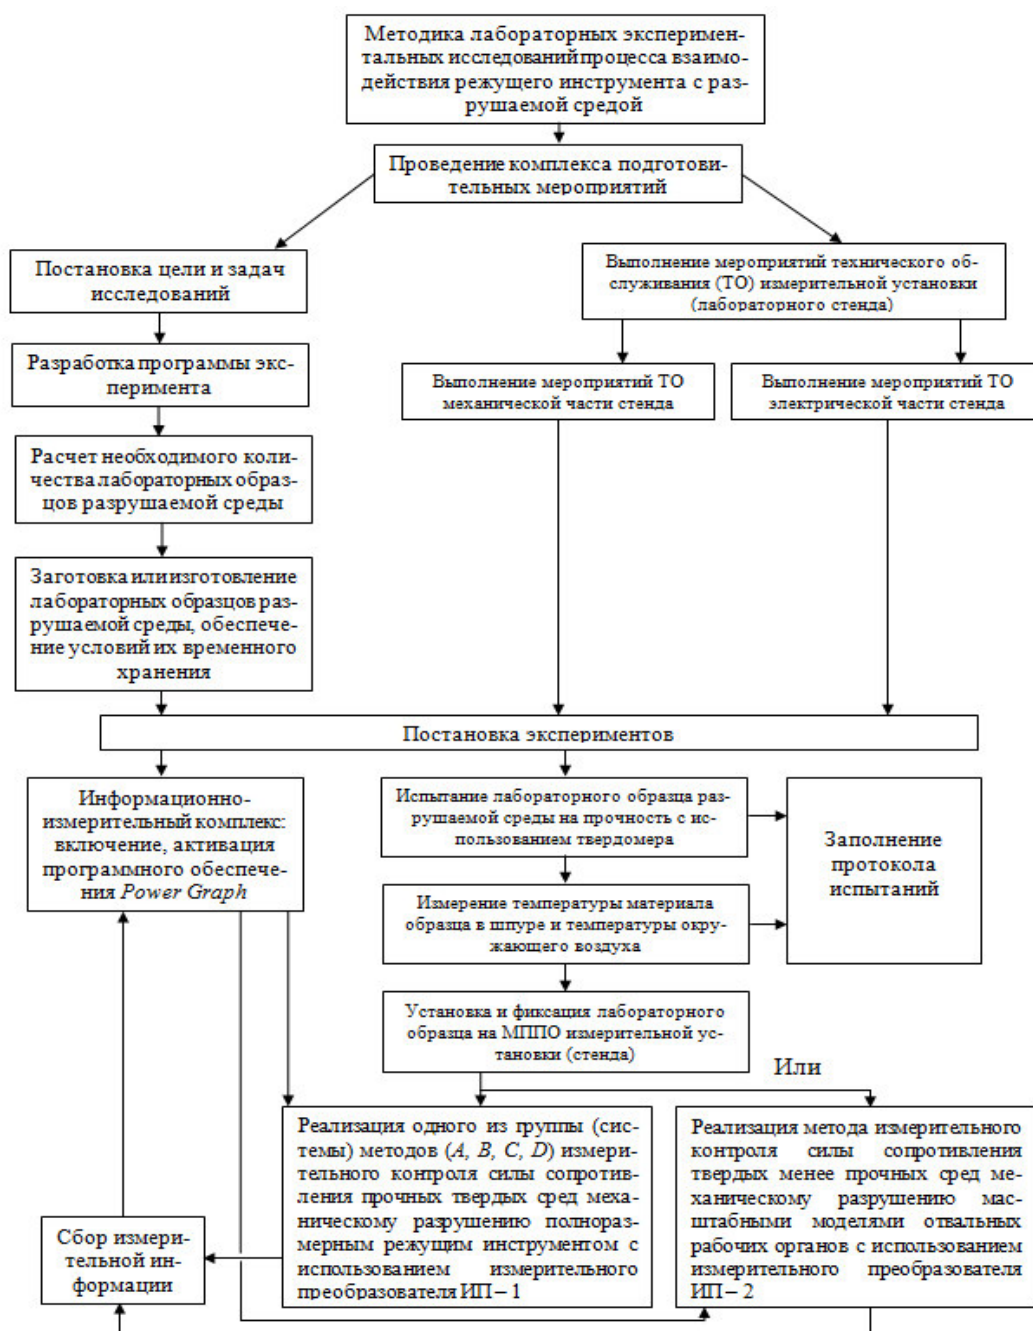 Методика лабораторных эксперимен-
тальных исследований процесса взаимо-
действия режущего инструмента с раз-
рушаемой средой
Проведение комплекса подготови-
тельных мероприятий
Постановка цели и задач
исследований
Выполнение мероприятий технического об-
служивания (ТО) измерительной установки
(лабораторного стенда)
Разработка программы экс-
перимента
Выполнение мероприятий ТО
механической части стенда
Выполнение мероприятий ТО
электрической части стенда
Расчет необходимого коли-
чества лабораторных образ-
цов разрушаемой среды
Заготовка или изготовление
лабораторных образцов раз-
рушаемой среды, обеспече-
ние условий их временного
хранения
Постановка экспериментов
Информационно-
измерительный комплекс:
включение, активация
программного обеспече-
ния Power Graph
Испытание лабораторного образца раз-
рушаемой среды на прочность с ис-
пользованием твердомера
Заполнение
протокола
испытаний
Измерение температуры материала
образца в шпуре и температуры окру-
жающего воздуха
Установка и фиксация лабораторного
образца на МППО измерительной ус-
тановки (стенда)
Или
Реализация одного из группы (сис-
темы) методов (A, B, C, D) измери-
тельного контроля силы сопротив-
ления прочных твердых сред меха-
ническому разрушению полнораз-
мерным режущим инструментом с
использованием измерительного
преобразователя ИП – 1
Реализация метода измерительного
контроля силы сопротивления
твердых менее прочных сред ме-
ханическому разрушению мас-
штабными моделями отвальных
рабочих органов с использованием
измерительного преобразователя
ИП – 2
Сбор измери-
тельной ин-
формации